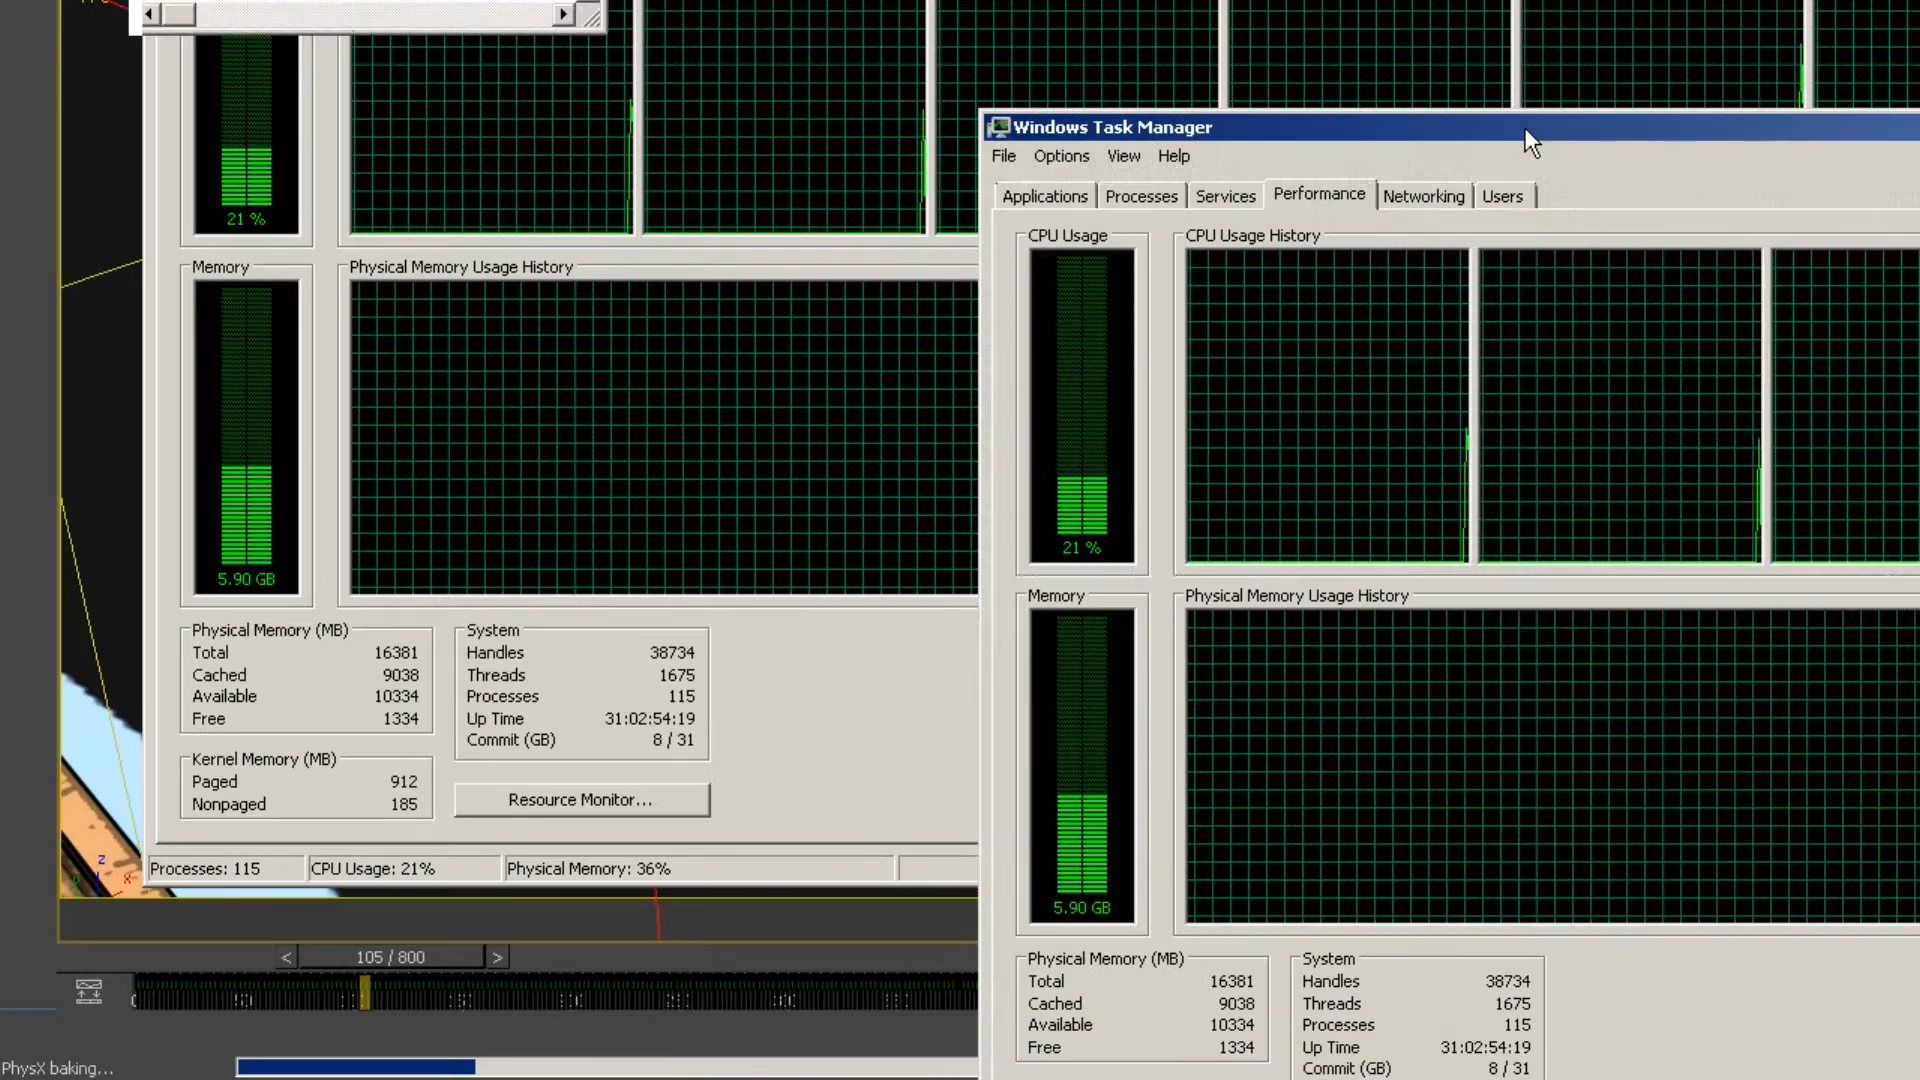 21 %
Memory
Physical Memory Usage History
5.90 GB
Physical Memory (MB)
Total 16381
Cached 9038
Available 10334
Free 1334
System
Handles 38734
Threads 1675
Processes 115
Up Time 31:02:54:19
Commit (GB) 8 / 31
Kernel Memory (MB)
Paged 912
Nonpaged 185
Resource Monitor...
Processes: 115
CPU Usage: 21%
Physical Memory: 36%
Windows Task Manager
File Options View Help
Applications Processes Services Performance Networking Users
CPU Usage
CPU Usage History
21 %
Memory
Physical Memory Usage History
5.90 GB
Physical Memory (MB)
Total 16381
Cached 9038
Available 10334
Free 1334
System
Handles 38734
Threads 1675
Processes 115
Up Time 31:02:54:19
Commit (GB) 8 / 31
z
x
< 105 / 800 >
PhysX baking...